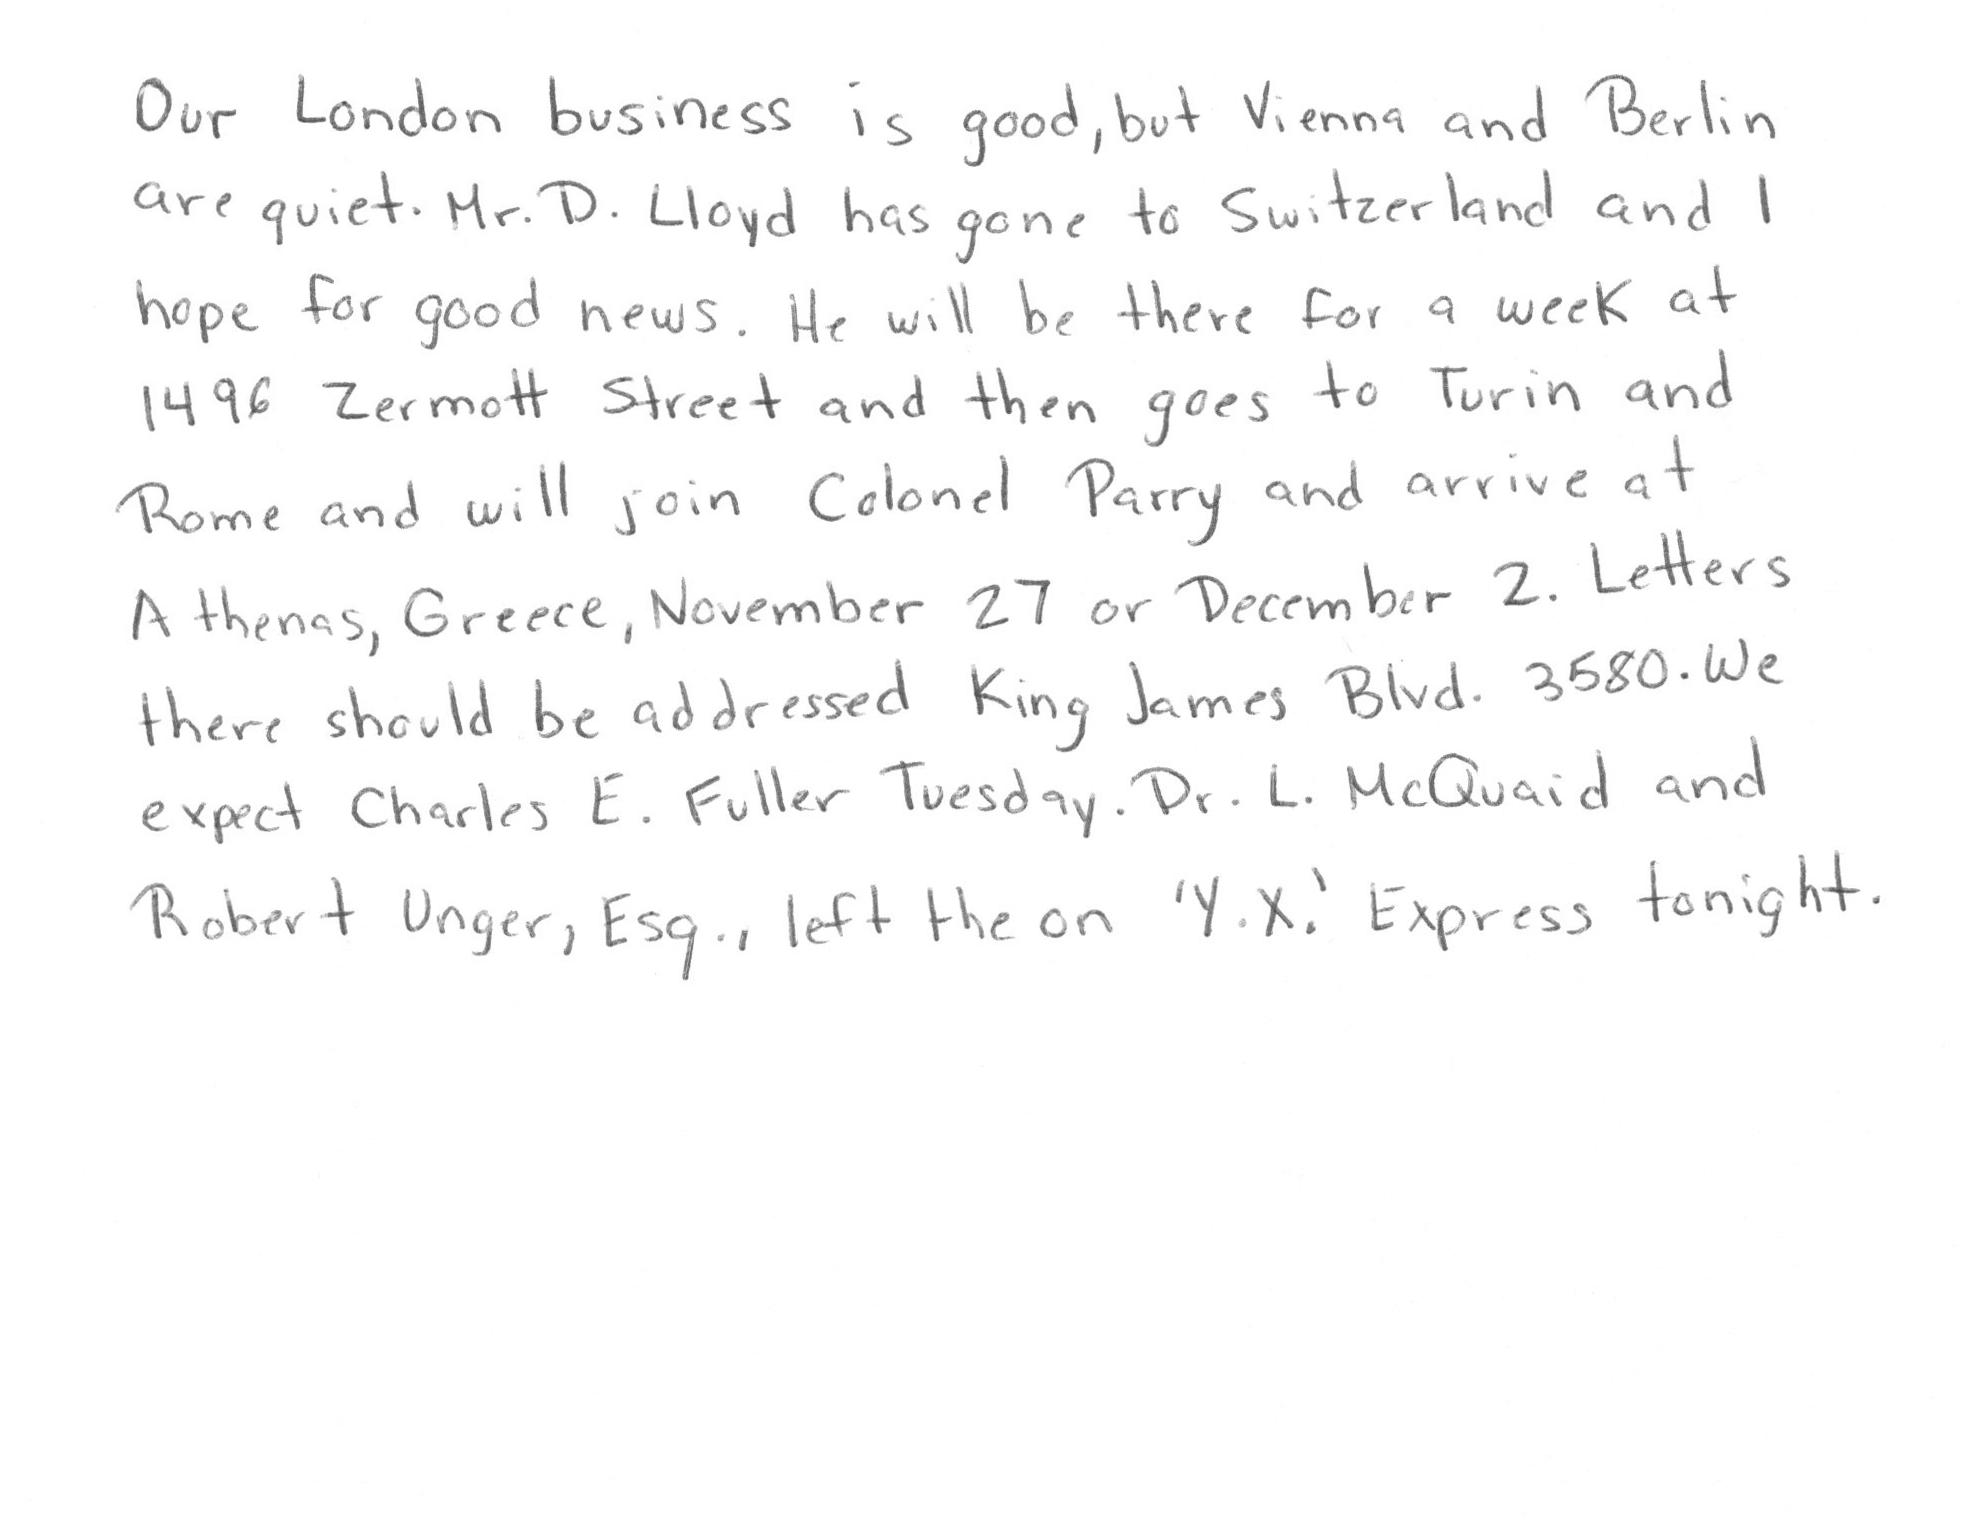 Our London business is good, but Vienna and Berlin
are quiet. Mr. D. Lloyd has gone to Switzerland and I
hope for good news. He will be there for a week at
1496 Zermott Street and then goes to Turin and
Rome and will join Colonel Parry and arrive at
Athenas, Greece, November 27 or December 2. Letters
there should be addressed King James Blvd. 3580. We
expect Charles E. Fuller Tuesday. Dr. L. McQuaid and
Robert Unger, Esq., left the on 'Y.X.' Express tonight.